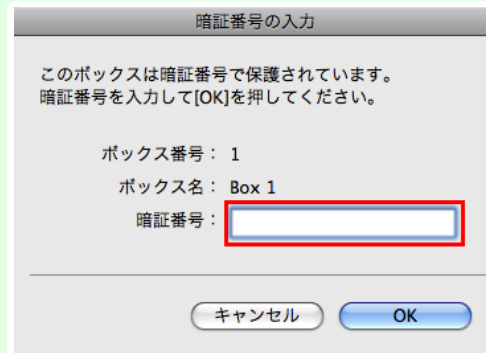 暗証番号の入力
このボックスは暗証番号で保護されています。
暗証番号を入力して[OK]を押してください。
ボックス番号： 1
ボックス名： Box 1
暗証番号：
キャンセル OK